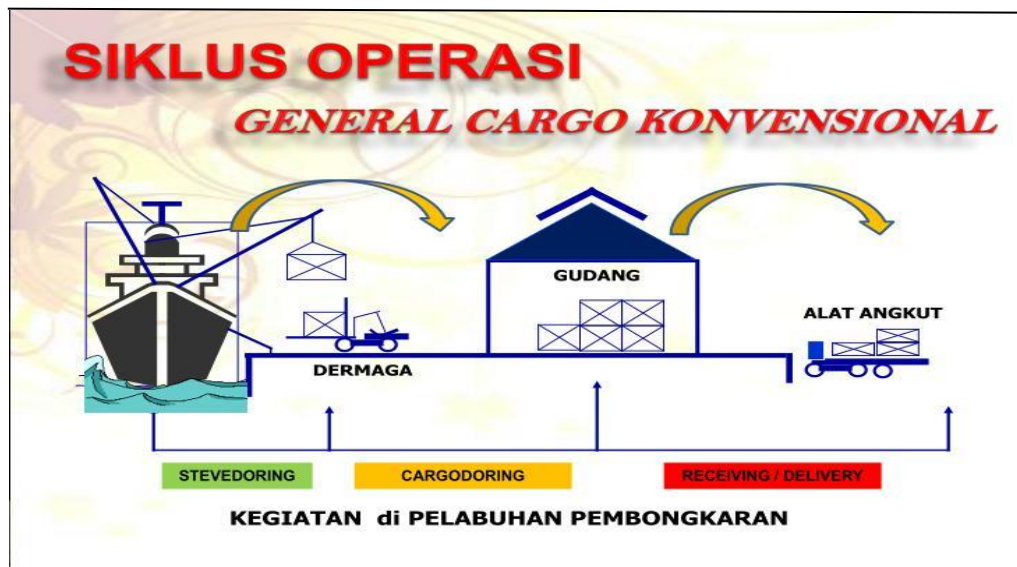 SIKLUS OPERASI
GENERAL CARGO KONVENSIONAL
GUDANG
ALAT ANGKUT
DERMAGA
STEVEDORING
CARGODORING
RECEIVING / DELIVERY
KEGIATAN di PELABUHAN PEMBONGKARAN